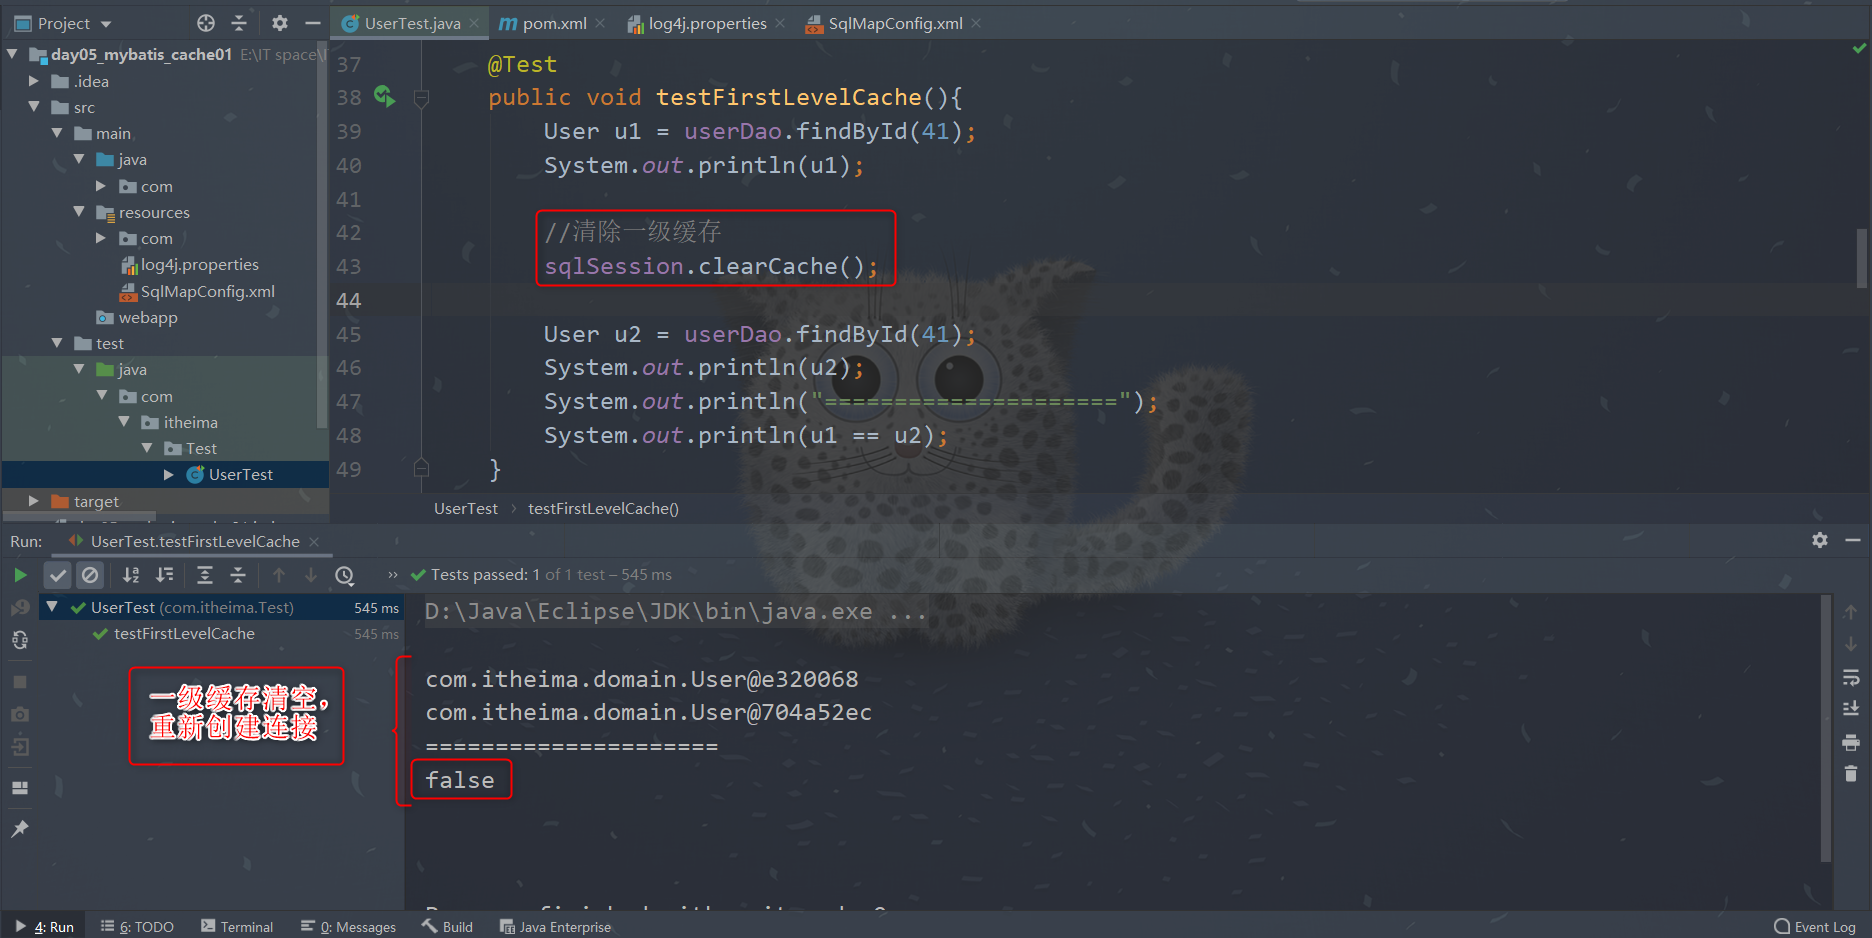 Project
UserTest.java
pom.xml
log4j.properties
SqlMapConfig.xml
day05_mybatis_cache01 E:\IT space\I
.idea
src
main
java
com
resources
com
log4j.properties
SqlMapConfig.xml
webapp
test
java
com
itheima
Test
UserTest
target
37 @Test
38 public void testFirstLevelCache(){
39 User u1 = userDao.findById(41);
40 System.out.println(u1);
41
42 //清除一级缓存
43 sqlSession.clearCache();
44
45 User u2 = userDao.findById(41);
46 System.out.println(u2);
47 System.out.println("=====================");
48 System.out.println(u1 == u2);
49 }
UserTest › testFirstLevelCache()
Run: UserTest.testFirstLevelCache
» Tests passed: 1 of 1 test – 545 ms
UserTest (com.itheima.Test) 545 ms
testFirstLevelCache 545 ms
一级缓存清空，
重新创建连接
D:\Java\Eclipse\JDK\bin\java.exe ...
com.itheima.domain.User@e320068
com.itheima.domain.User@704a52ec
=====================
false
4: Run
6: TODO
Terminal
0: Messages
Build
Java Enterprise
Event Log